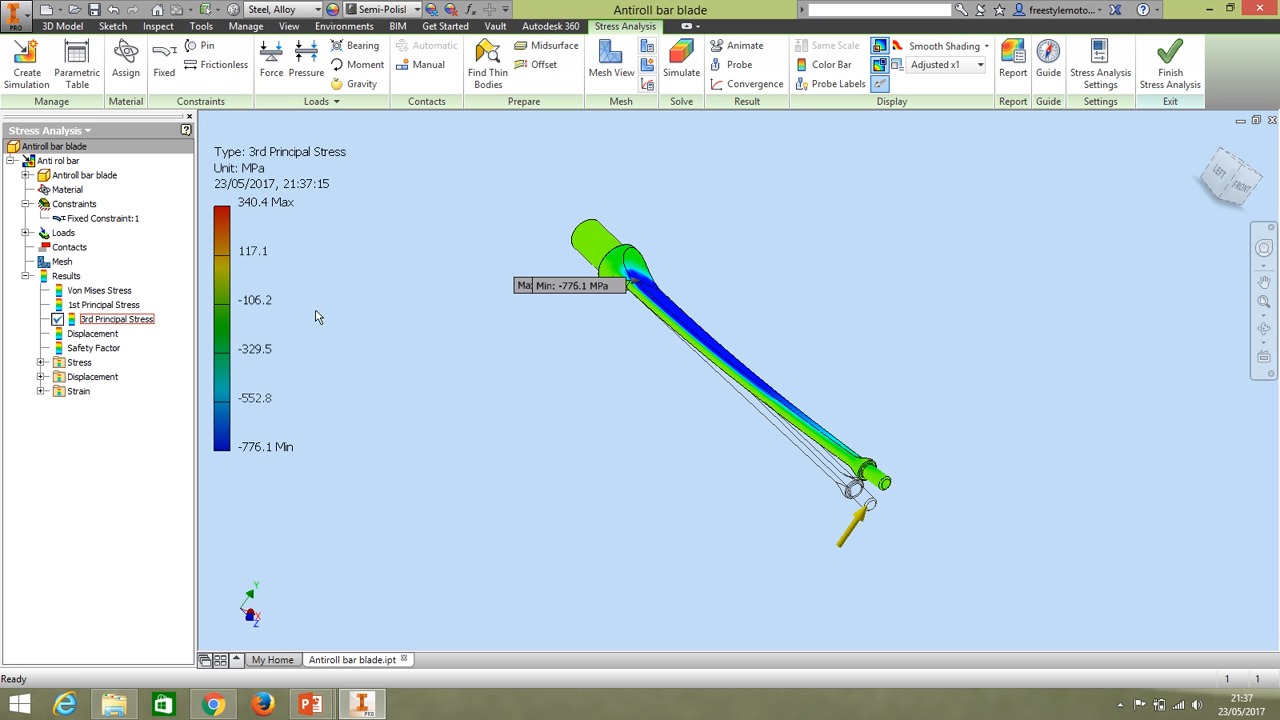 PRO
Steel, Alloy
Semi-Polisl
Antiroll bar blade
freestylemoto...
3D Model Sketch Inspect Tools Manage View Environments BIM Get Started Vault Autodesk 360 Stress Analysis
Create Simulation
Parametric Table
Manage
Assign
Material
Fixed
Pin
Frictionless
Constraints
Force
Pressure
Bearing
Moment
Gravity
Loads
Automatic
Manual
Contacts
Find Thin Bodies
Midsurface
Offset
Prepare
Mesh View
Mesh
Simulate
Solve
Animate
Probe
Convergence
Result
Same Scale
Color Bar
Probe Labels
Smooth Shading
Adjusted x1
Display
Report
Report
Guide
Guide
Stress Analysis Settings
Settings
Finish Stress Analysis
Exit
Stress Analysis
Antiroll bar blade
Anti rol bar
Antiroll bar blade
Material
Constraints
Fixed Constraint:1
Loads
Contacts
Mesh
Results
Von Mises Stress
1st Principal Stress
3rd Principal Stress
Displacement
Safety Factor
Stress
Displacement
Strain
Type: 3rd Principal Stress
Unit: MPa
23/05/2017, 21:37:15
340.4 Max
117.1
-106.2
-329.5
-552.8
-776.1 Min
Max
Min: -776.1 MPa
LEFT
FRONT
Y
X
Z
My Home
Antiroll bar blade.ipt
Ready
1 1
21:37
23/05/2017